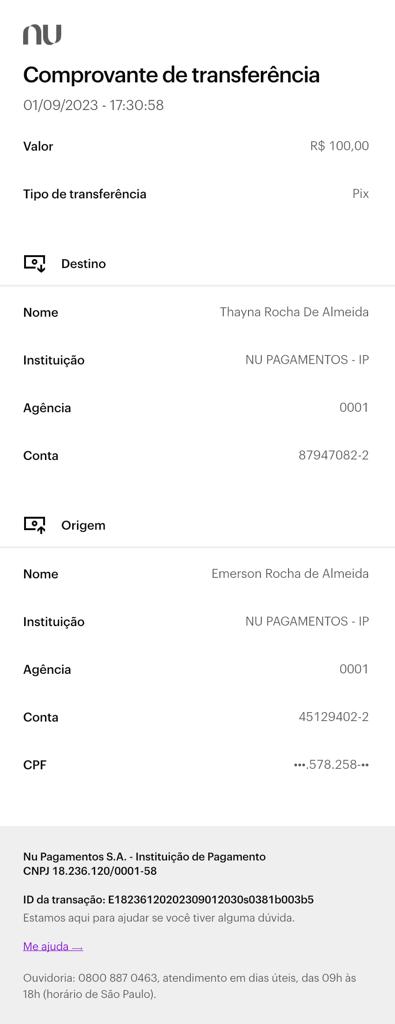 nu
Comprovante de transferência
01/09/2023 - 17:30:58
Valor R$ 100,00
Tipo de transferência Pix
Destino
Nome Thayna Rocha De Almeida
Instituição NU PAGAMENTOS - IP
Agência 0001
Conta 87947082-2
Origem
Nome Emerson Rocha de Almeida
Instituição NU PAGAMENTOS - IP
Agência 0001
Conta 45129402-2
CPF •••.578.258-••
Nu Pagamentos S.A. - Instituição de Pagamento
CNPJ 18.236.120/0001-58
ID da transação: E18236120202309012030s0381b003b5
Estamos aqui para ajudar se você tiver alguma dúvida.
Me ajuda
Ouvidoria: 0800 887 0463, atendimento em dias úteis, das 09h às
18h (horário de São Paulo).